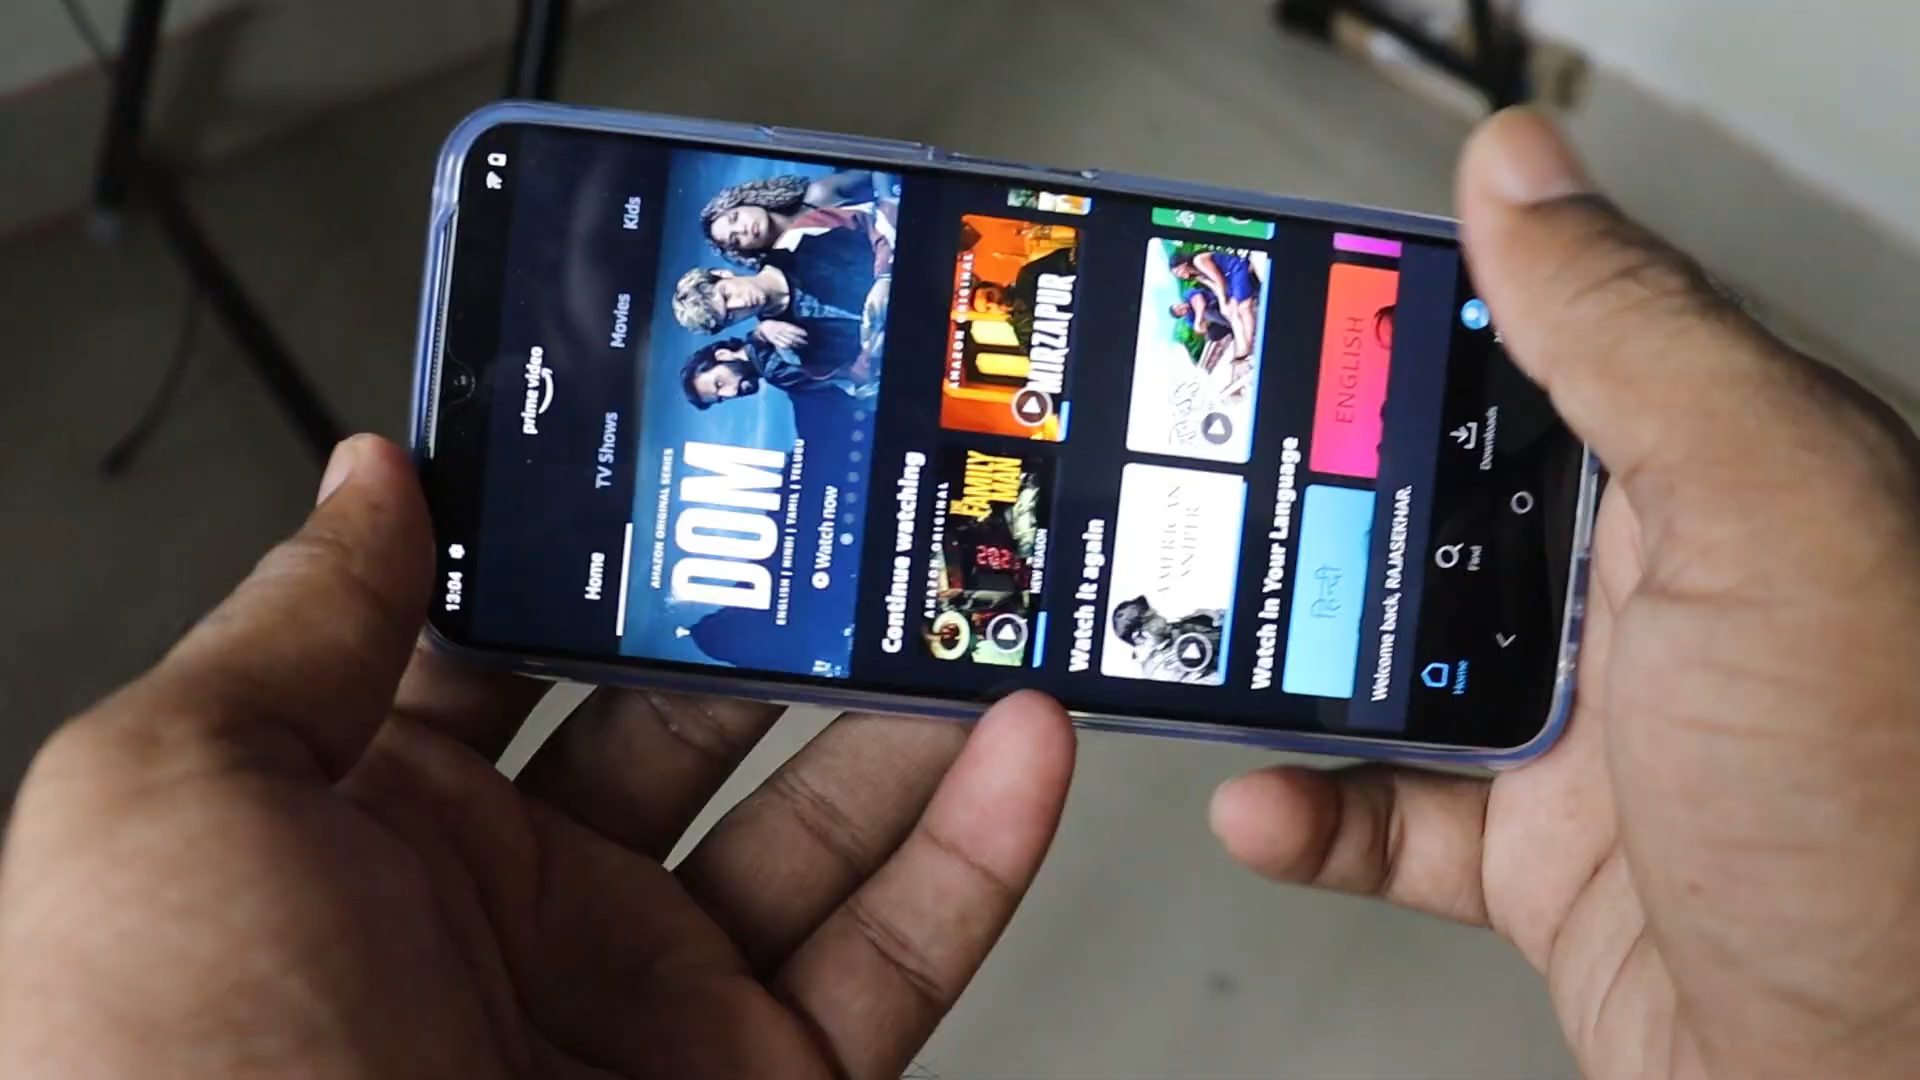 13:04
prime video
Home TV Shows Movies Kids
AMAZON ORIGINAL SERIES
DOM
ENGLISH | HINDI | TAMIL | TELUGU
Watch now
Continue watching
AMAZON ORIGINAL
THE FAMILY MAN
NEW SEASON
AMAZON ORIGINAL
MIRZAPUR
Watch it again
AMERICAN
SNIPER
Watch in Your Language
हिन्दी
ENGLISH
Welcome back, RAJASEKHAR.
Home
Find
Downloads